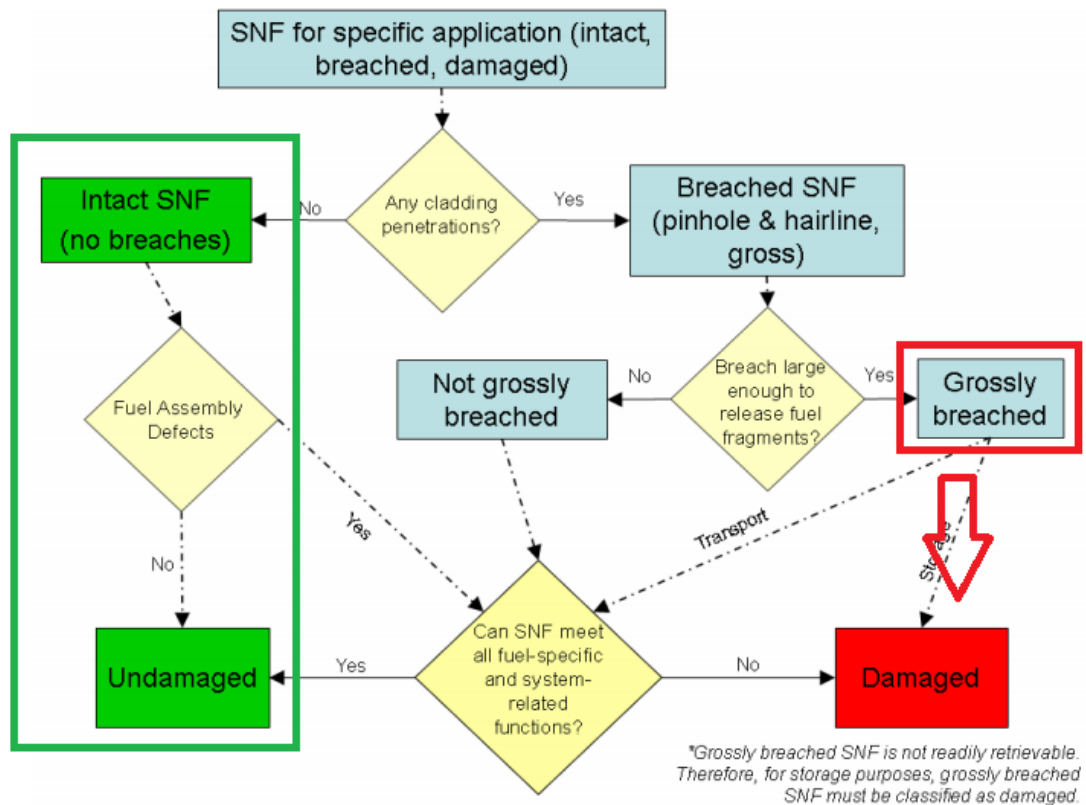 SNF for specific application (intact,
breached, damaged)
Intact SNF
(no breaches)
No
Any cladding
penetrations?
Yes
Breached SNF
(pinhole & hairline,
gross)
Fuel Assembly
Defects
Not grossly
breached
No
Breach large
enough to
release fuel
fragments?
Yes
Grossly
breached
Yes
Transport
Storage
No
Undamaged
Yes
Can SNF meet
all fuel-specific
and system-
related
functions?
No
Damaged
*Grossly breached SNF is not readily retrievable.
Therefore, for storage purposes, grossly breached
SNF must be classified as damaged.